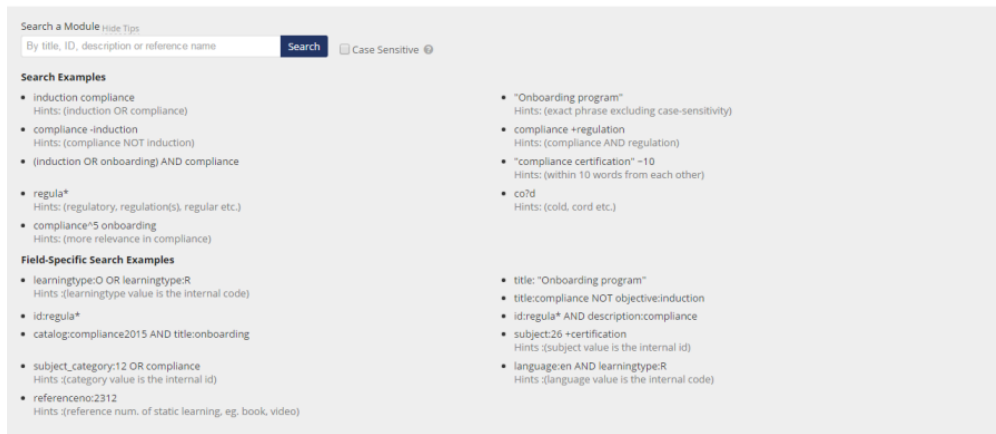 Search a Module Hide Tips
By title, ID, description or reference name Search Case Sensitive ?
Search Examples
• induction compliance
Hints: (induction OR compliance)
• "Onboarding program"
Hints: (exact phrase excluding case-sensitivity)
• compliance -induction
Hints: (compliance NOT induction)
• compliance +regulation
Hints: (compliance AND regulation)
• (induction OR onboarding) AND compliance
• "compliance certification" ~10
Hints: (within 10 words from each other)
• regula*
Hints: (regulatory, regulation(s), regular etc.)
• co?d
Hints: (cold, cord etc.)
• compliance^5 onboarding
Hints: (more relevance in compliance)
Field-Specific Search Examples
• learningtype:O OR learningtype:R
Hints :(learningtype value is the internal code)
• title: "Onboarding program"
• title:compliance NOT objective:induction
• id:regula*
• id:regula* AND description:compliance
• catalog:compliance2015 AND title:onboarding
• subject:26 +certification
Hints :(subject value is the internal id)
• subject_category:12 OR compliance
Hints :(category value is the internal id)
• language:en AND learningtype:R
Hints :(language value is the internal code)
• referenceno:2312
Hints :(reference num. of static learning, eg. book, video)